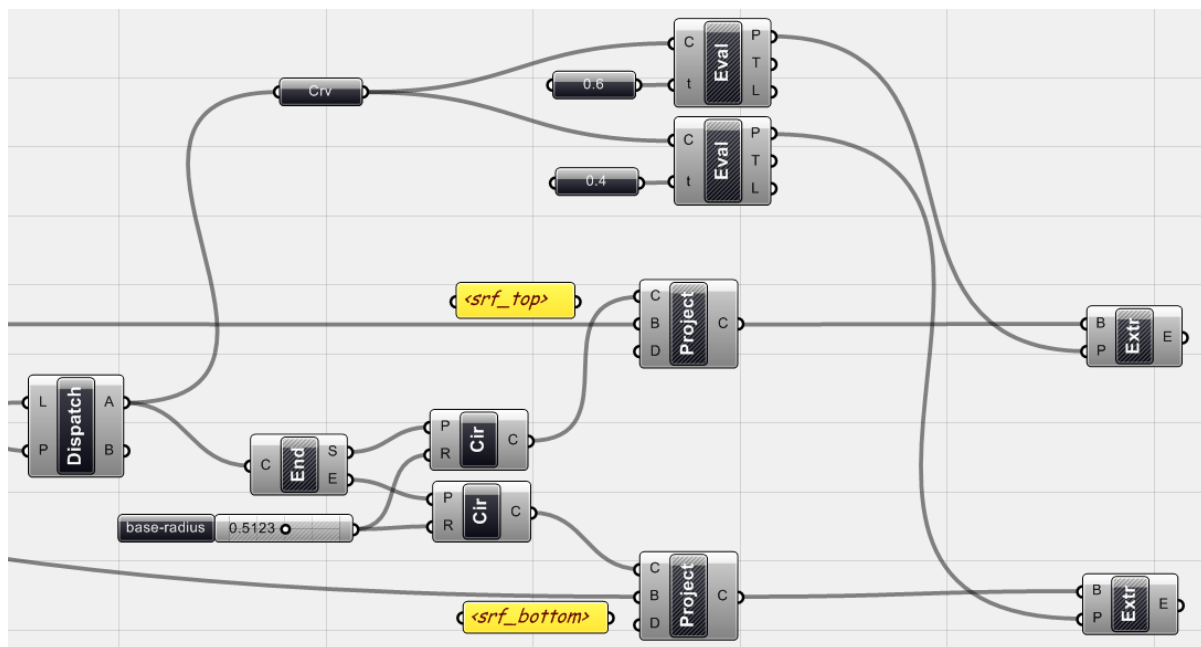 Crv
0.6
C
t
Eval
P
T
L
0.4
C
t
Eval
P
T
L
<srf_top>
C
B
D
Project
C
B
P
Extr
E
L
P
Dispatch
A
B
C
End
S
E
P
R
Cir
C
base-radius 0.5123
P
R
Cir
C
<srf_bottom>
C
B
D
Project
C
B
P
Extr
E